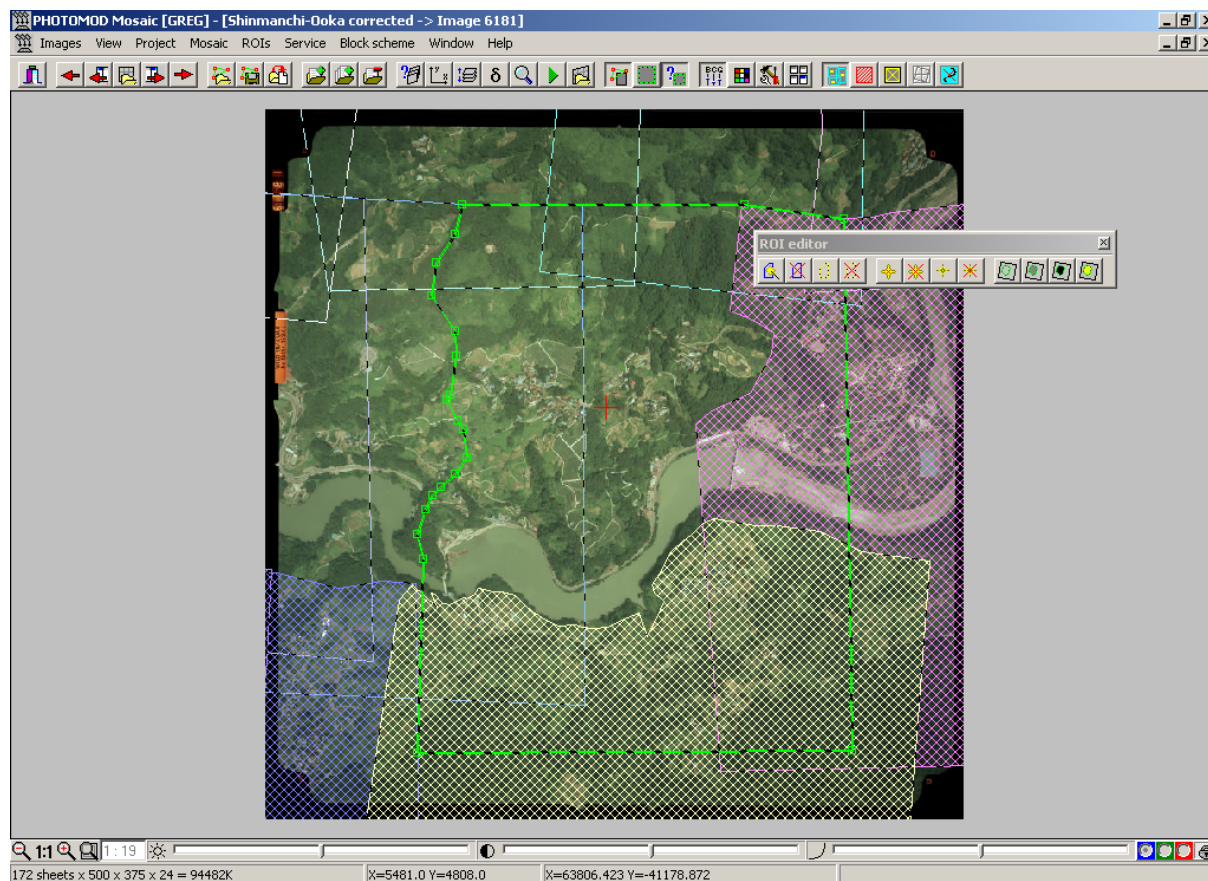 PHOTOMOD Mosaic [GREG] - [Shinmanchi-Ooka corrected -> Image 6181]
Images View Project Mosaic ROIs Service Block scheme Window Help
BCG
ROI editor
1:1 1 : 19
172 sheets x 500 x 375 x 24 = 94482K X=5481.0 Y=4808.0 X=63806.423 Y=-41178.872